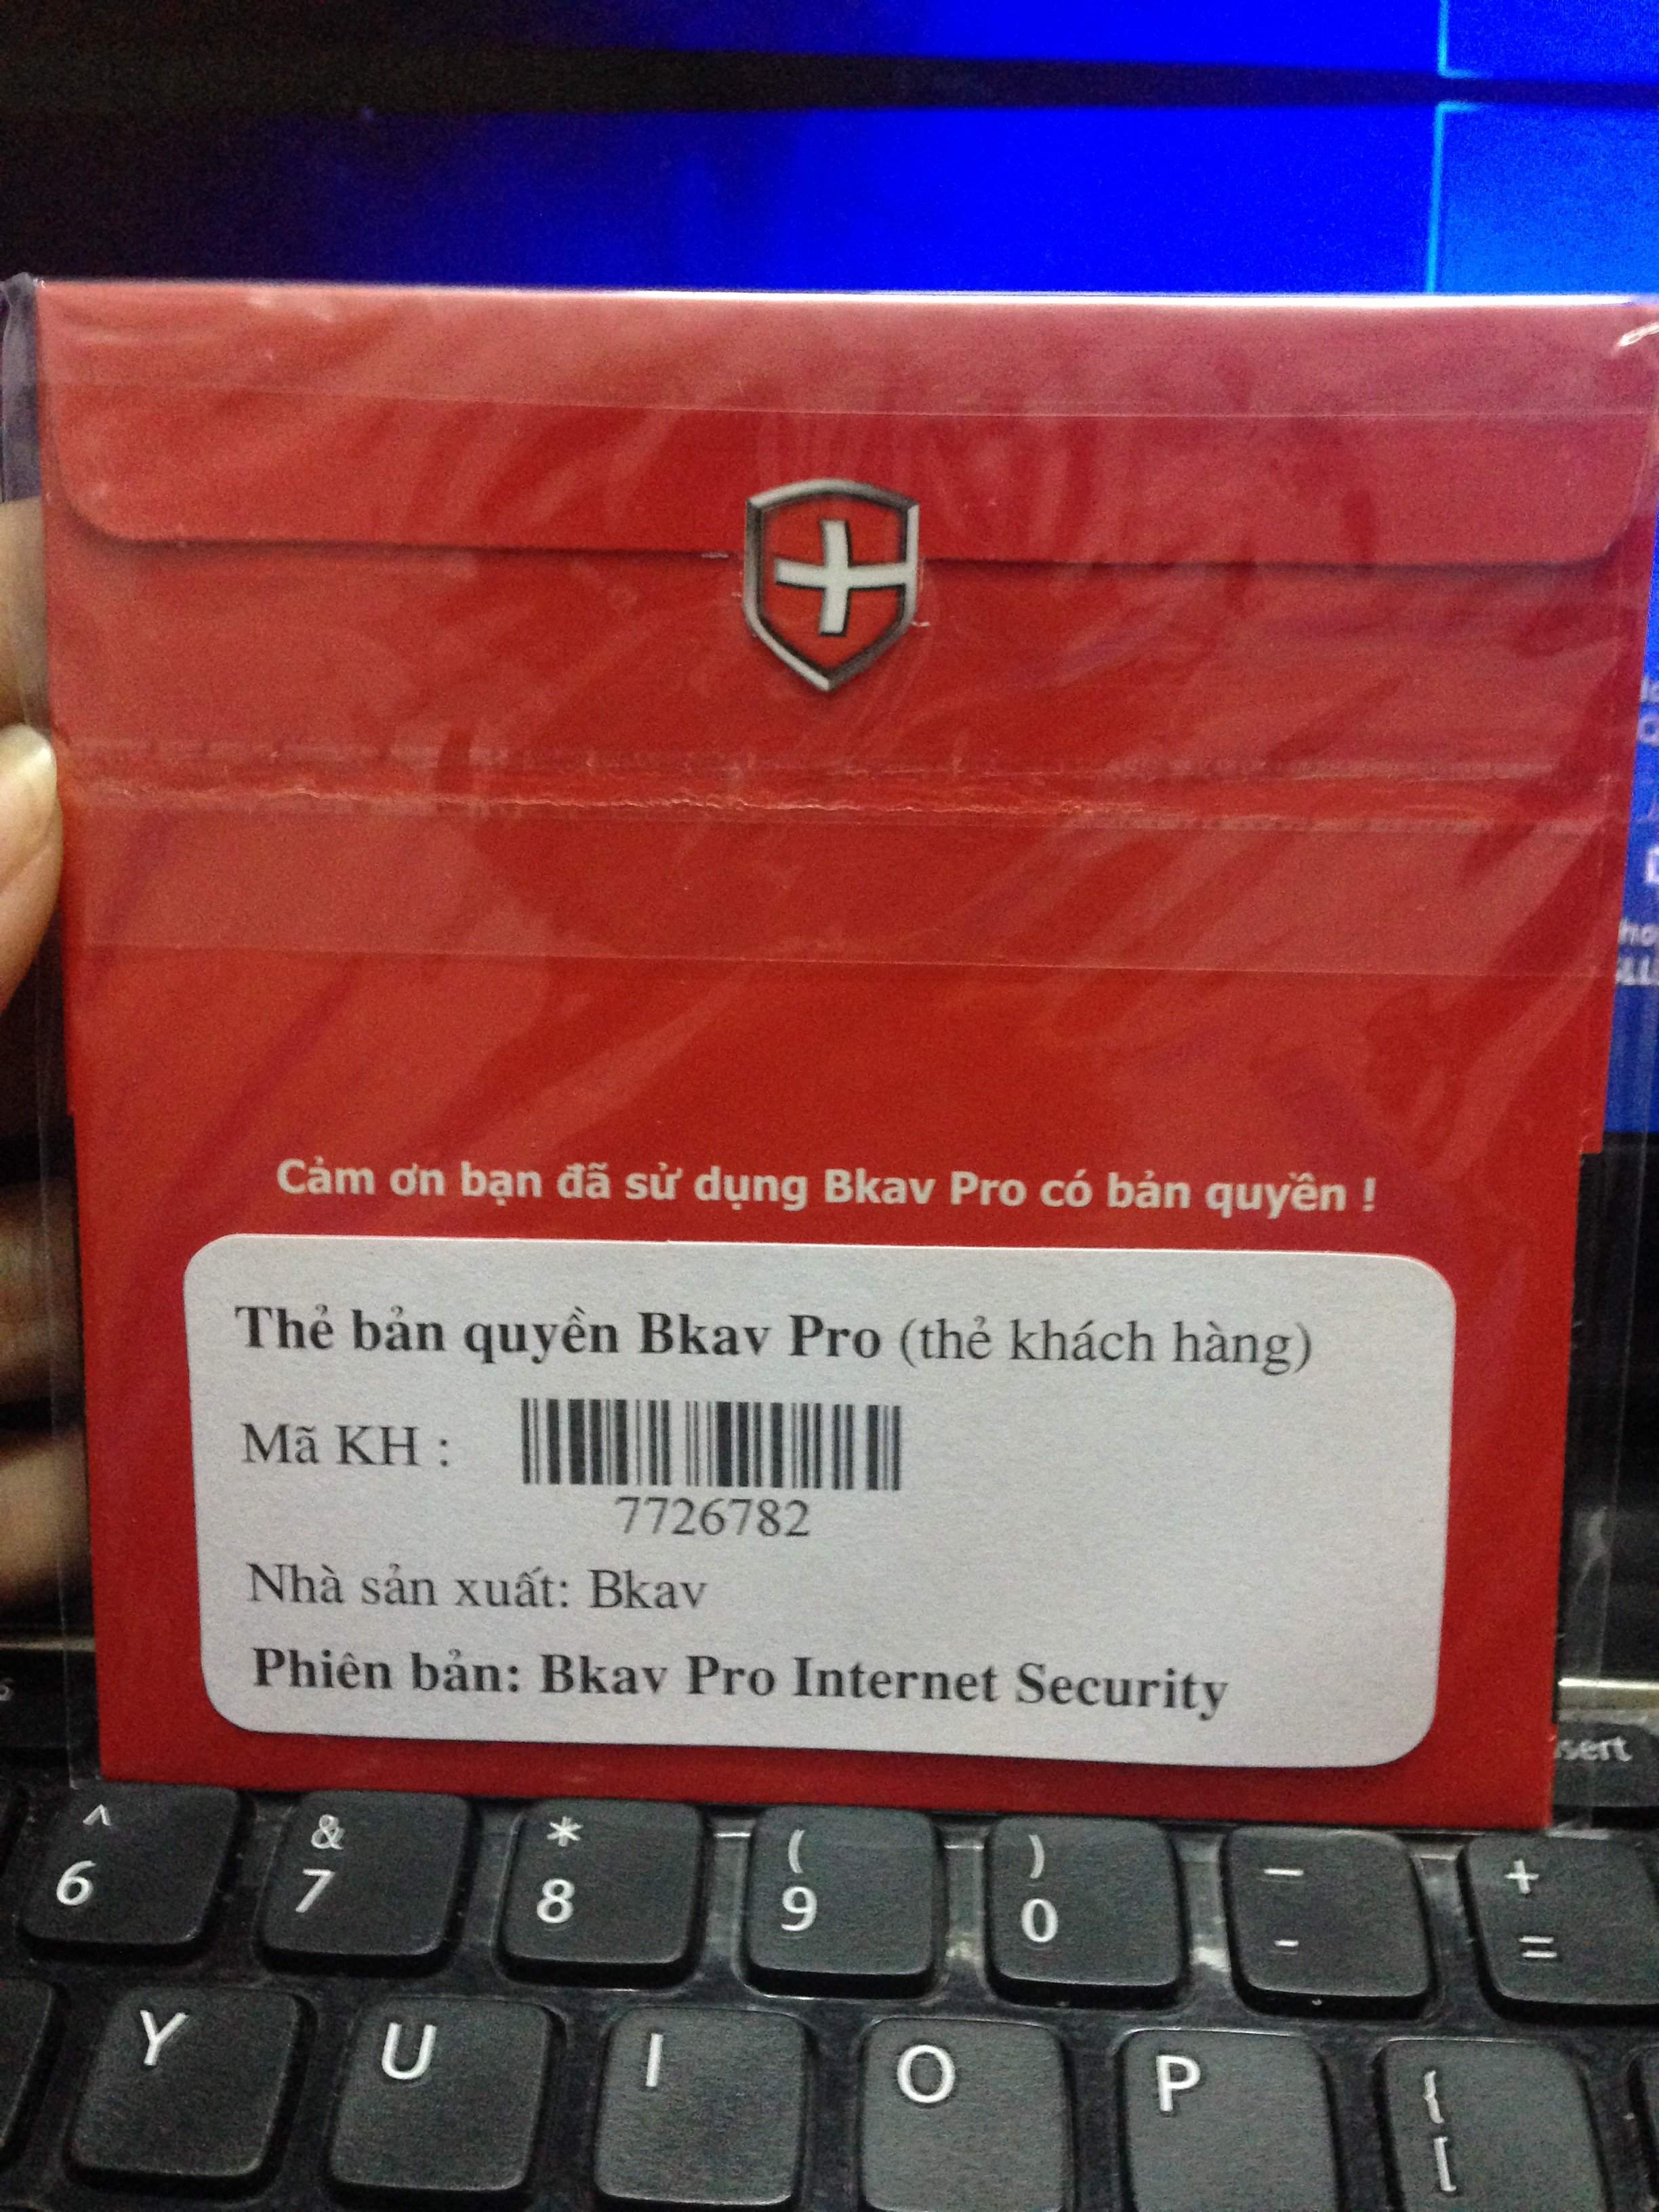 Cảm ơn bạn đã sử dụng Bkav Pro có bản quyền !
Thẻ bản quyền Bkav Pro (thẻ khách hàng)
Mã KH :
7726782
Nhà sản xuất: Bkav
Phiên bản: Bkav Pro Internet Security
^ & * ( ) _ +
6 7 8 9 0 - =
Y U I O P {
[